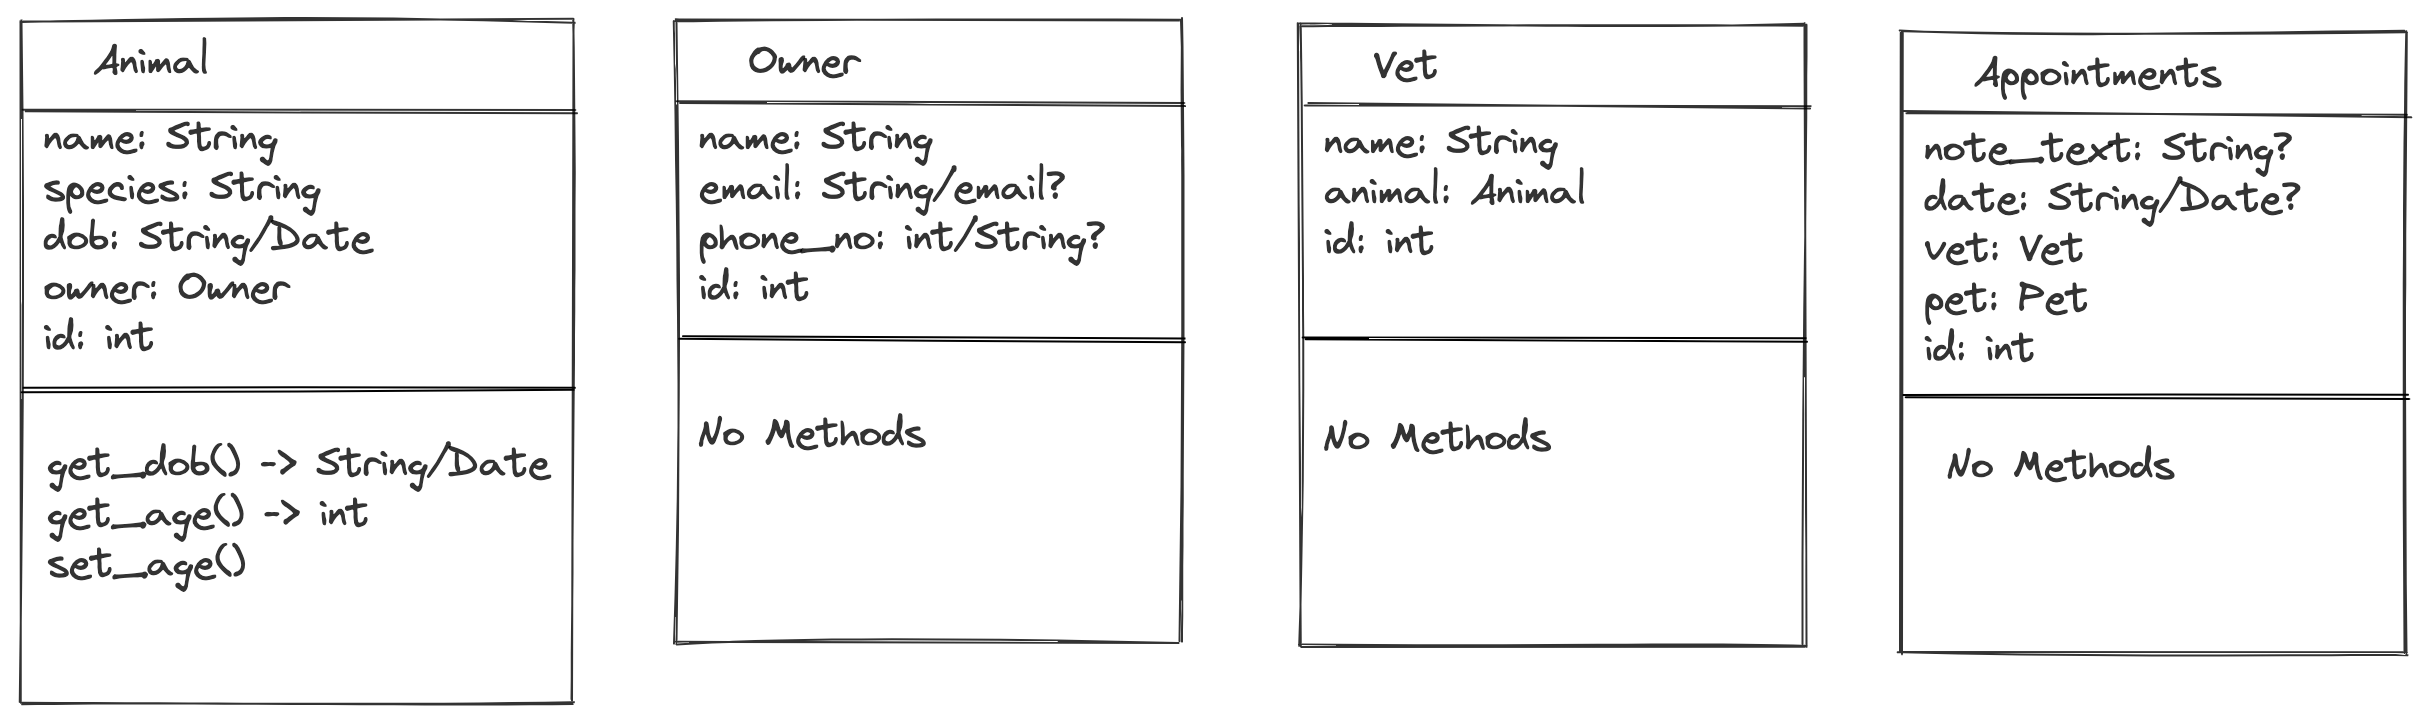 Animal
name: String
species: String
dob: String/Date
owner: Owner
id: int
get_dob() -> String/Date
get_age() -> int
set_age()
Owner
name: String
email: String/email?
phone_no: int/String?
id: int
No Methods
Vet
name: String
animal: Animal
id: int
No Methods
Appointments
note_text: String?
date: String/Date?
vet: Vet
pet: Pet
id: int
No Methods